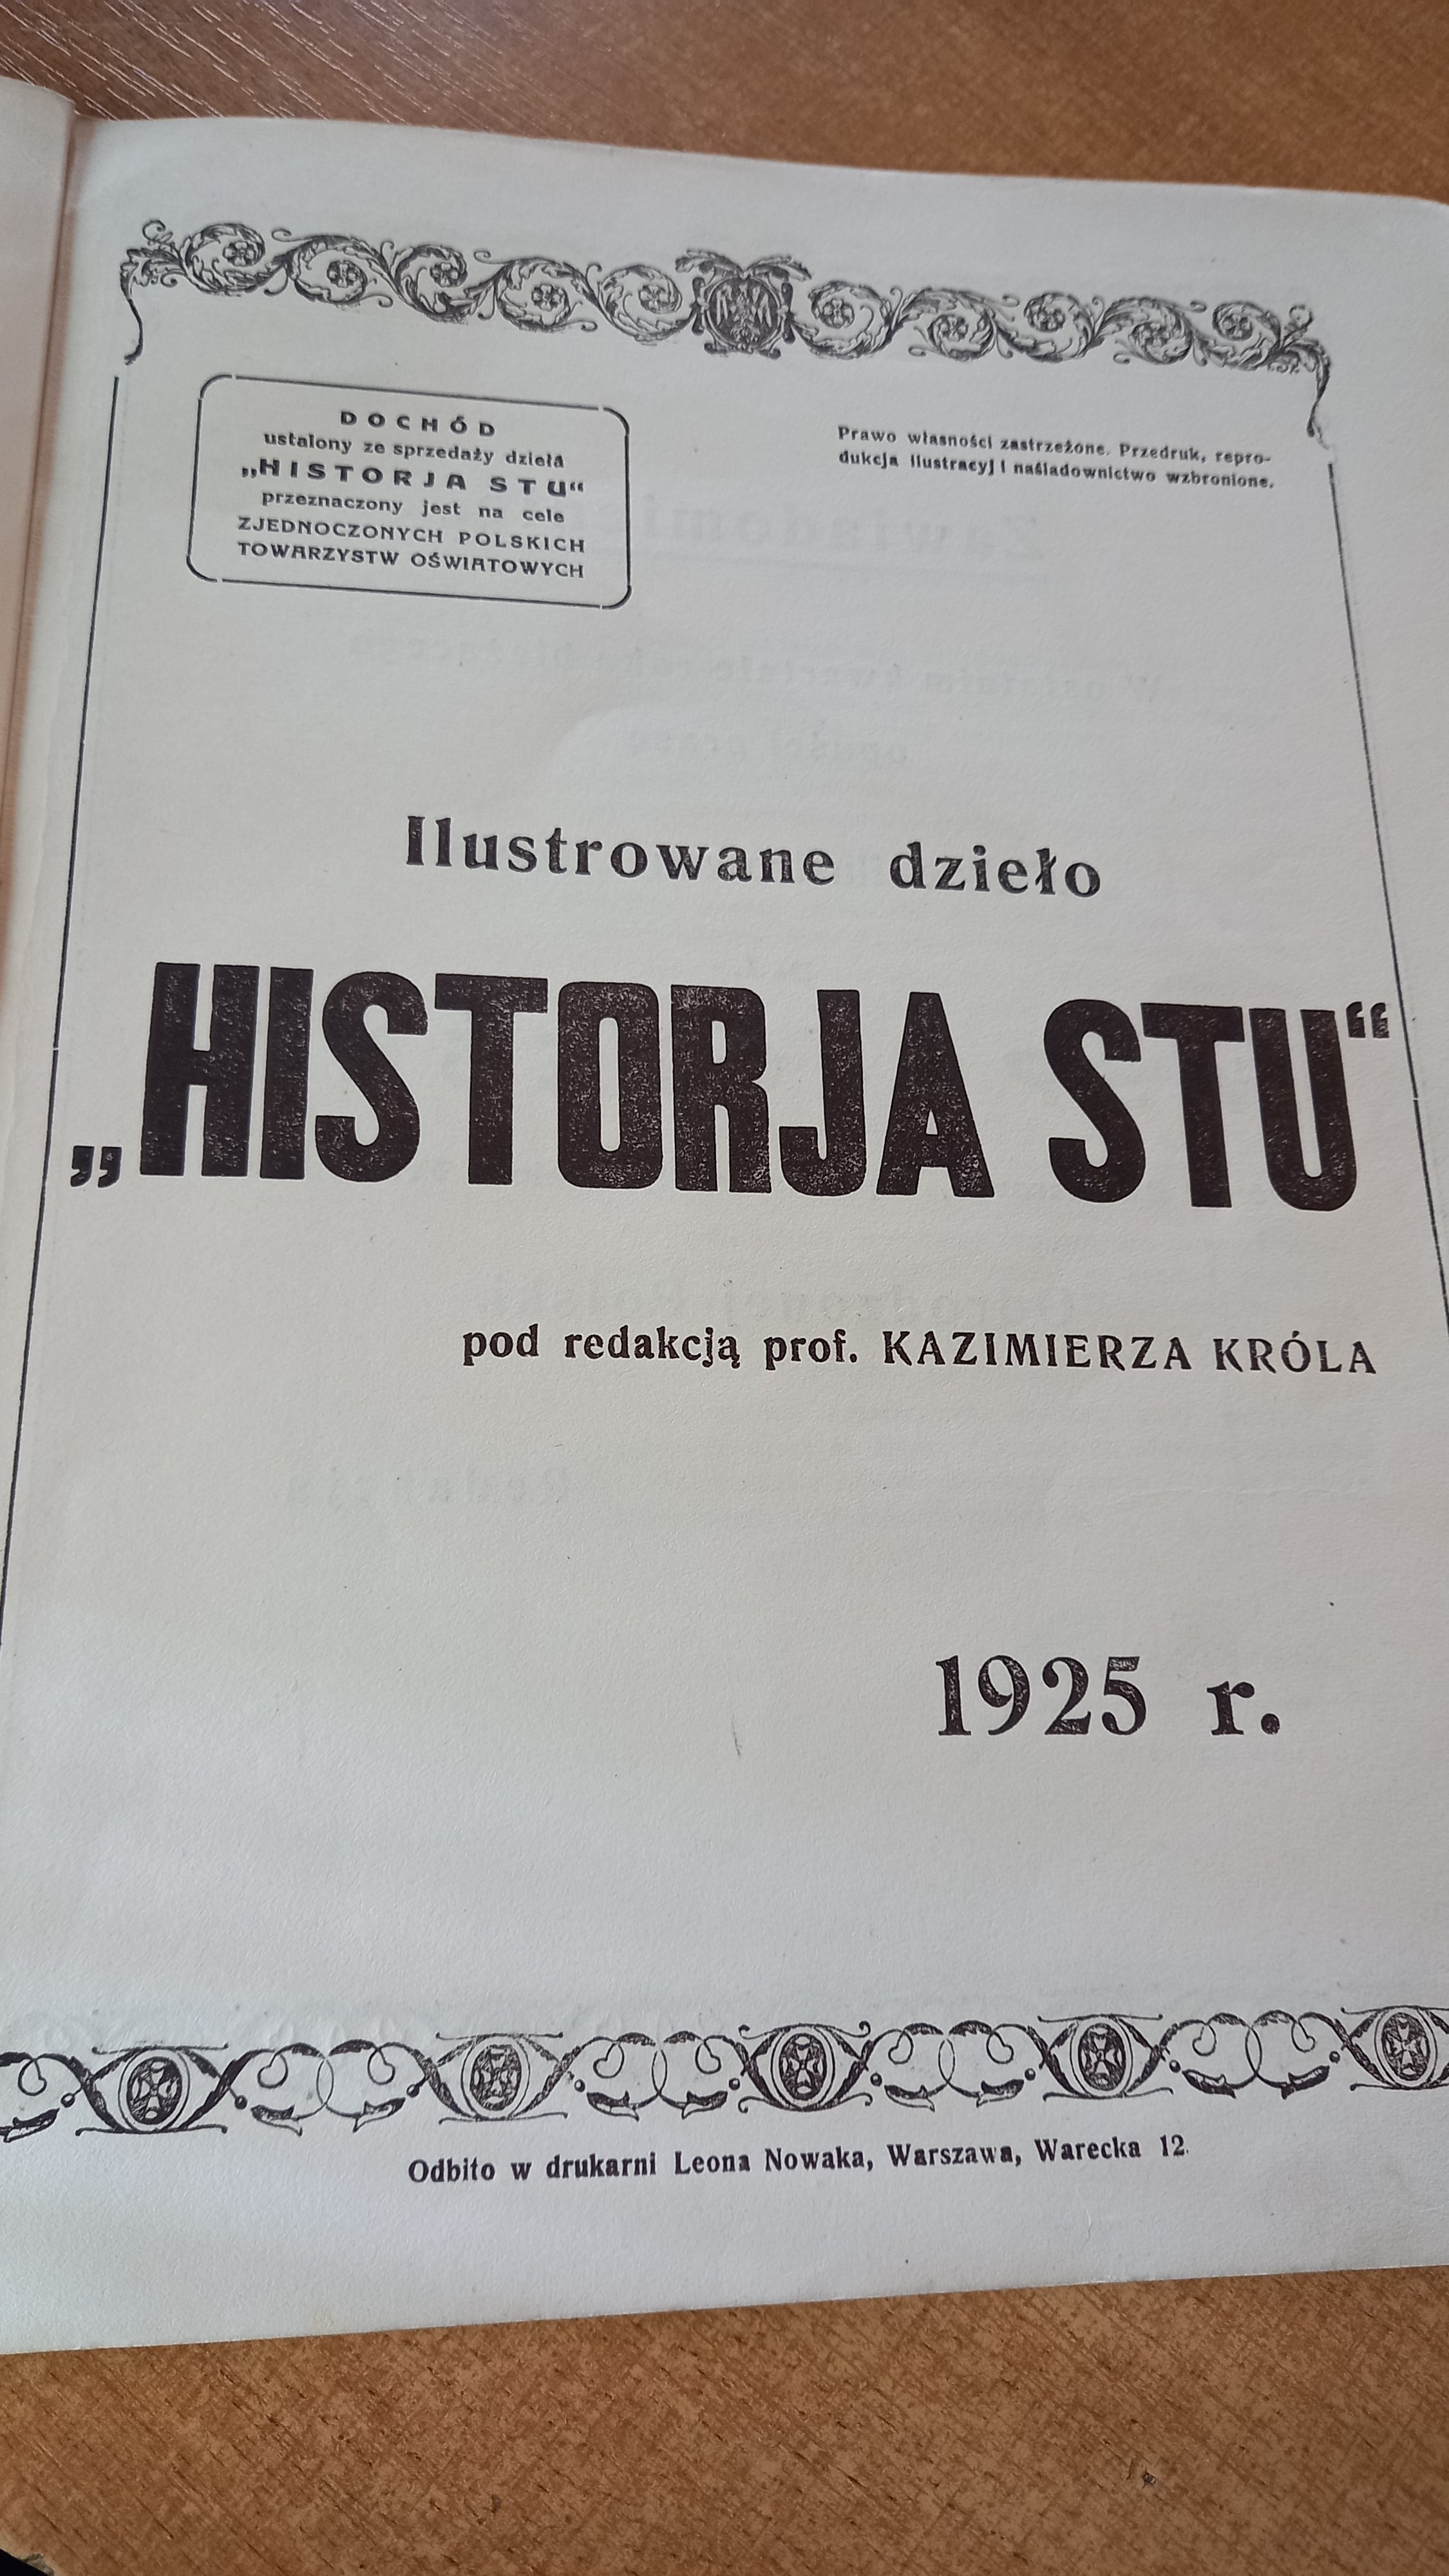 DOCHÓD
ustalony ze sprzedaży dzieła
„HISTORJA STU“
przeznaczony jest na cele
ZJEDNOCZONYCH POLSKICH
TOWARZYSTW OŚWIATOWYCH
Prawo własności zastrzeżone. Przedruk, repro-
dukcja ilustracyj i naśladownictwo wzbronione.
Ilustrowane dzieło
„HISTORJA STU“
pod redakcją prof. KAZIMIERZA KRÓLA
1925 r.
Odbito w drukarni Leona Nowaka, Warszawa, Warecka 12.